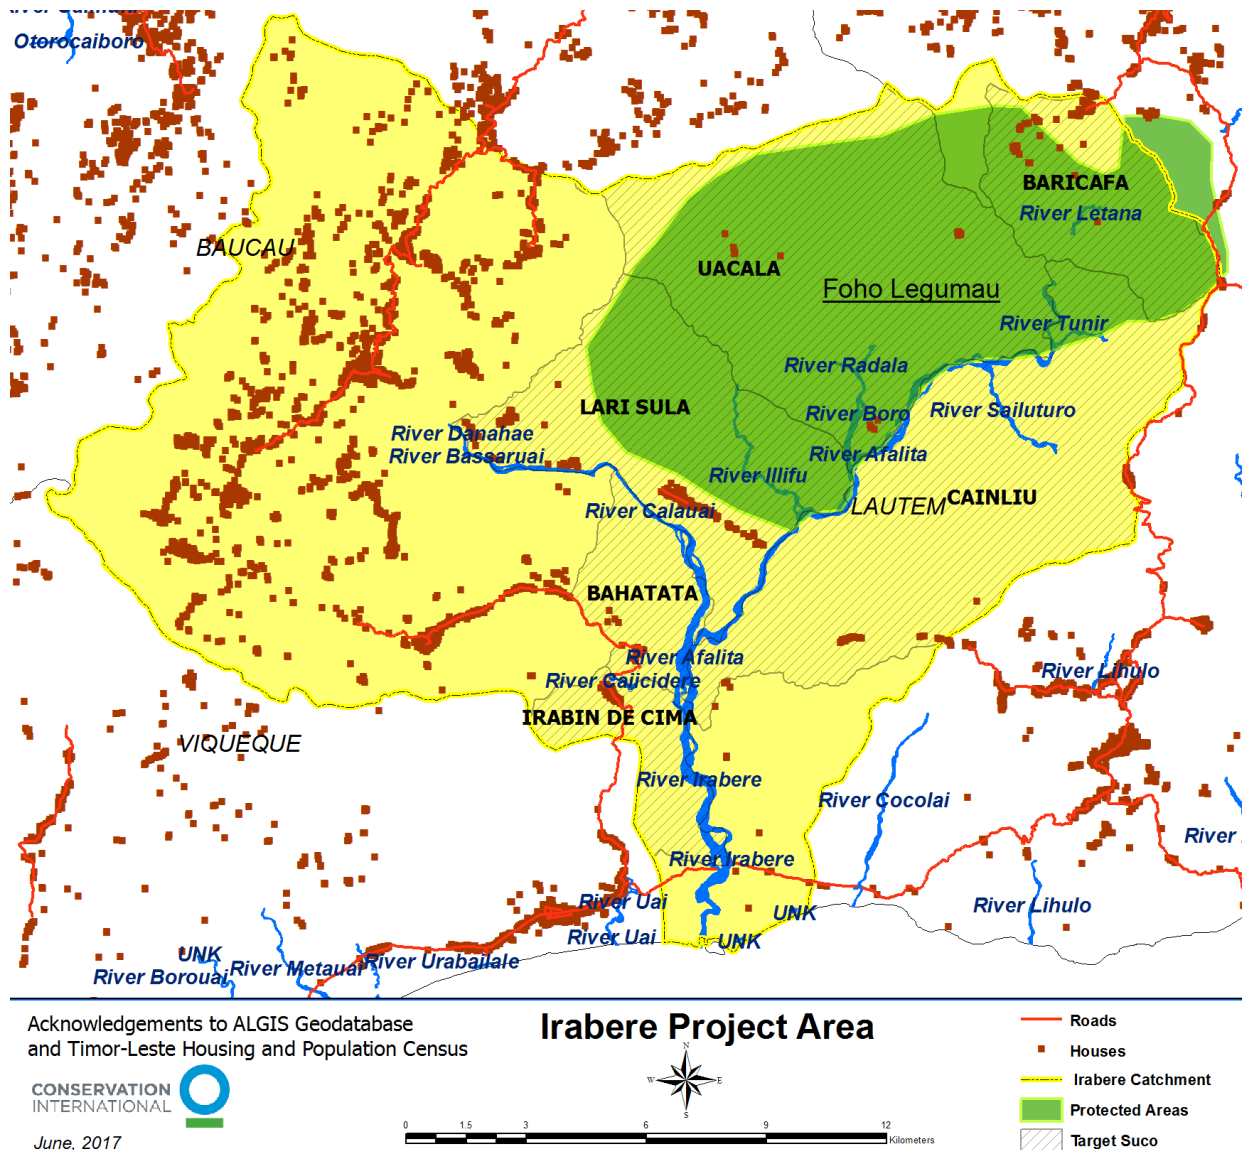 Otorocaiboro
BAUCAU
BARICAFA
River Letana
UACALA
Foho Legumau
River Tunir
River Radala
LARI SULA
River Boro
River Sailuturo
River Danahae
River Bassaruai
River Afalita
River Illifu
LAUTEM
CAINLIU
River Calauai
BAHATATA
River Afalita
River Caicidere
River Lihulo
IRABIN DE CIMA
VIQUEQUE
River Irabere
River Cocolai
River
River Irabere
River Uai
UNK
River Lihulo
River Uai
UNK
UNK
River Borouai
River Metauai
River Urabailale
Acknowledgements to ALGIS Geodatabase
and Timor-Leste Housing and Population Census
CONSERVATION
INTERNATIONAL
June, 2017
Irabere Project Area
N
W E
S
0 1.5 3 6 9 12
Kilometers
Roads
Houses
Irabere Catchment
Protected Areas
Target Suco